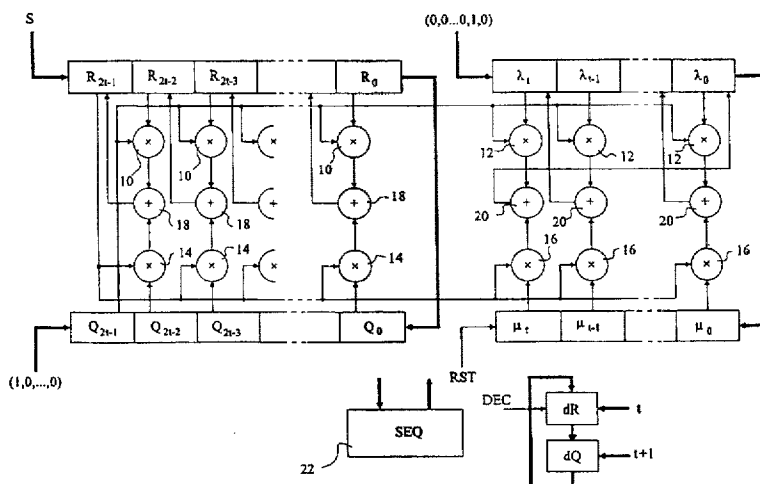 S
(0,0...0,1,0)
R2t-1 R2t-2 R2t-3 R0
λt λt-1 λ0
× × × ×
× × ×
10 10 10
12 12 12
+ + + +
+ + +
18 18 18
20 20 20
14 14 14
16 16 16
× × × ×
× × ×
Q2t-1 Q2t-2 Q2t-3 Q0
μt μt-1 μ0
(1,0,...,0)
RST
DEC
dR
t
SEQ
22
dQ
t+1